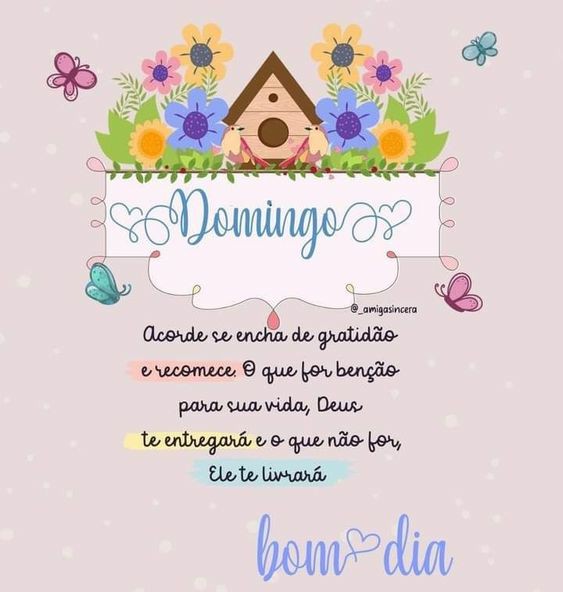 Domingo
@_amigasincera
Acorde se encha de gratidão
e recomece. O que for benção
para sua vida, Deus
te entregará e o que não for,
Ele te livrará
bom dia